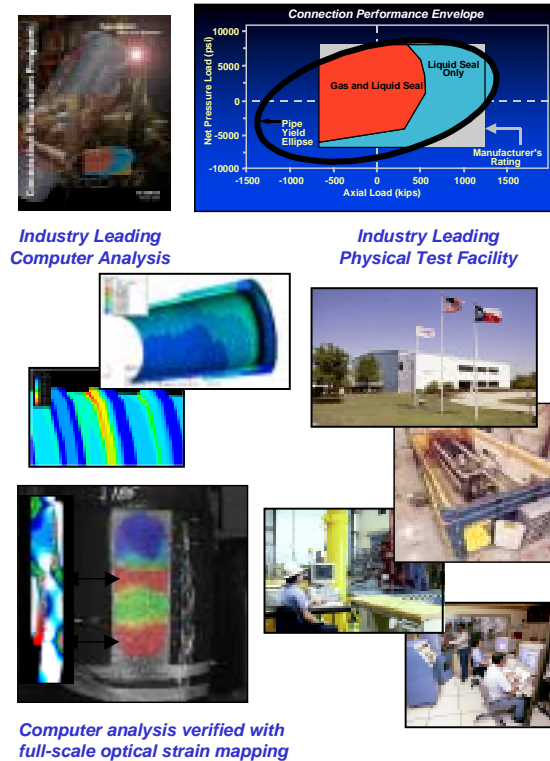 Connection Performance Envelope
Net Pressure Load (psi)
10000
5000
0
-5000
-10000
Liquid Seal
Only
Gas and Liquid Seal
Pipe
Yield
Ellipse
Manufacturer's
Rating
-1500
-1000
-500
0
500
1000
1500
Axial Load (kips)
Industry Leading
Computer Analysis
Industry Leading
Physical Test Facility
Computer analysis verified with
full-scale optical strain mapping